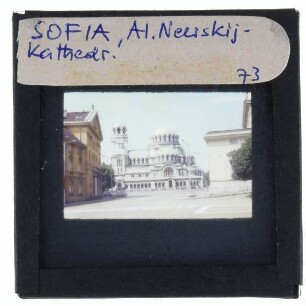 SOFIA, Al. Newskij-
Kathedr.
73